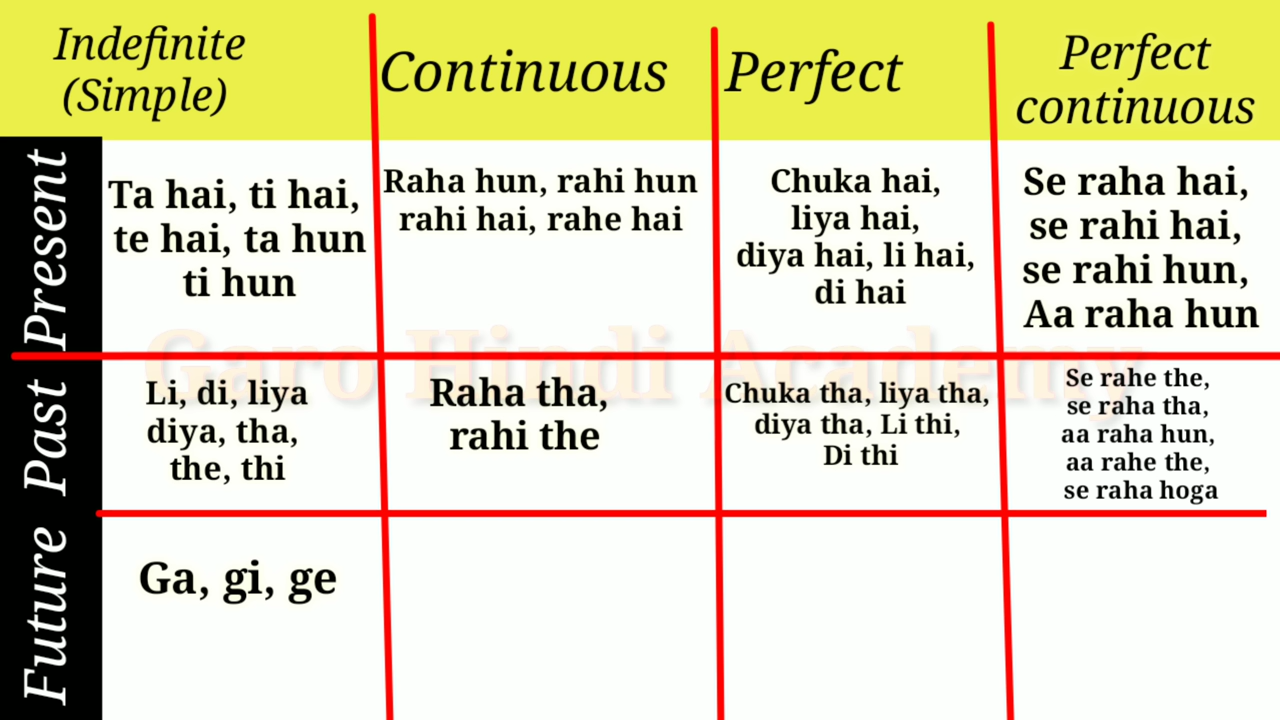 Indefinite
(Simple)
Continuous
Perfect
Perfect
continuous
Present
Ta hai, ti hai,
te hai, ta hun
ti hun
Raha hun, rahi hun
rahi hai, rahe hai
Chuka hai,
liya hai,
diya hai, li hai,
di hai
Se raha hai,
se rahi hai,
se rahi hun,
Aa raha hun
Garo Hindi Academy
Past
Li, di, liya
diya, tha,
the, thi
Raha tha,
rahi the
Chuka tha, liya tha,
diya tha, Li thi,
Di thi
Se rahe the,
se raha tha,
aa raha hun,
aa rahe the,
se raha hoga
Future
Ga, gi, ge